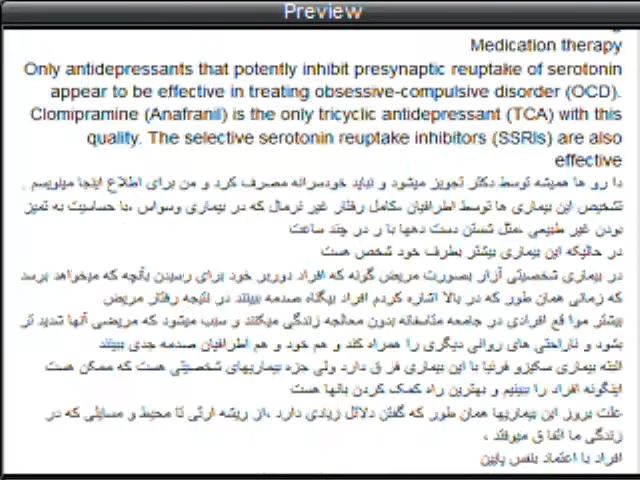 Preview
Medication therapy
Only antidepressants that potently inhibit presynaptic reuptake of serotonin
appear to be effective in treating obsessive-compulsive disorder (OCD).
Clomipramine (Anafranil) is the only tricyclic antidepressant (TCA) with this
quality. The selective serotonin reuptake inhibitors (SSRIs) are also
effective
دا رو ها همیشه توسط دکتر تجویز میشود و نباید خودسرانه مصرف کرد و من برای اطلاع اینجا مینویسم .
تشخیص این بیماری ها توسط اطرافیان ،کامل رفتار غیر نرمال که در بیماری وسواس ،با حساسیت به تمیز
بودن غیر طبیعی ،مثل شستن دست دهها با ر در چند ساعت
در حالیکه این بیماری بیشتر بطرف خود شخص هست
در بیماری شخصیتی آزار بصورت مریض گونه که افراد دوربر خود برای رسیدن بآنچه که میخواهد برسد
که زمانی همان طور که در بالا اشاره کردم افراد بیگناه صدمه ببینند در نتیجه رفتار مریض
بیشتر موا قع افرادی در جامعه متاسفانه بدون معالجه زندگی میکنند و سبب میشود که مریضی آنها شدید تر
بشود و ناراحتی های روانی دیگری را همراه کند و هم خود و هم اطرافیان صدمه جدی ببینند
البته بیماری سکیزو فرنیا با این بیماری فر ق دارد ولی جزء بیماریهای شخصیتی هست که ممکن هست
اینگونه افراد را ببینیم و بهترین راه کمک کردن بانها هست
علت بروز این بیماریها همان طور که گفتن دلائل زیادی دارد ،از ریشه ارثی تا محیط و مسایلی که در
زندگی ما اتفا ق میوفتد ،
افراد با اعتماد بنفس پایین